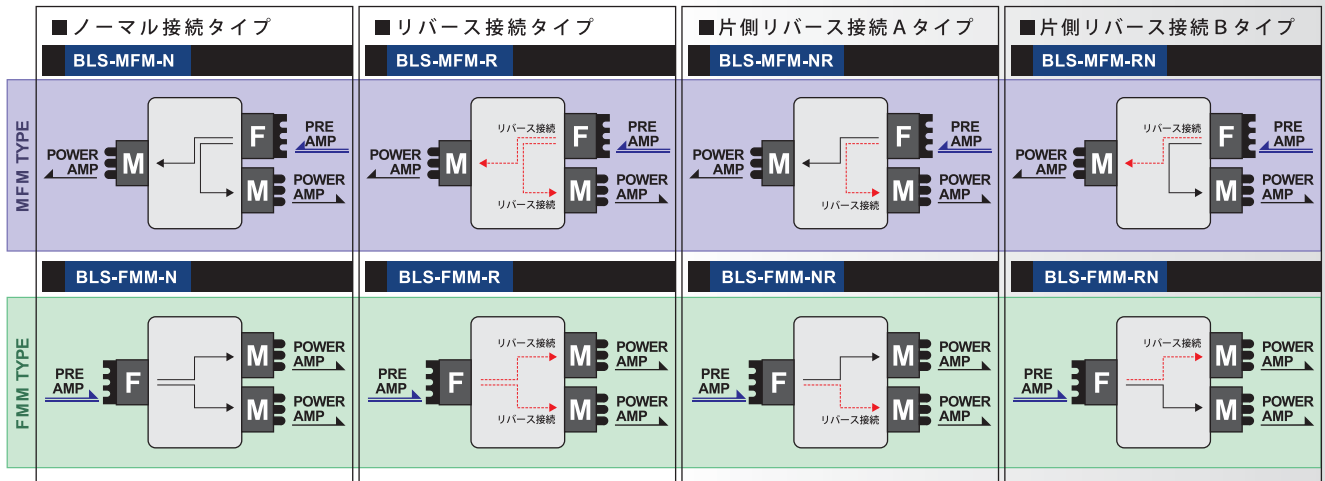 ■ノーマル接続タイプ
■リバース接続タイプ
■片側リバース接続Aタイプ
■片側リバース接続Bタイプ
BLS-MFM-N
BLS-MFM-R
BLS-MFM-NR
BLS-MFM-RN
MFM TYPE
POWER
AMP
M
F
M
PRE
AMP
POWER
AMP
POWER
AMP
M
リバース接続
リバース接続
F
M
PRE
AMP
POWER
AMP
POWER
AMP
M
リバース接続
F
M
PRE
AMP
POWER
AMP
POWER
AMP
M
リバース接続
F
M
PRE
AMP
POWER
AMP
BLS-FMM-N
BLS-FMM-R
BLS-FMM-NR
BLS-FMM-RN
FMM TYPE
PRE
AMP
F
M
M
POWER
AMP
POWER
AMP
PRE
AMP
F
リバース接続
リバース接続
M
M
POWER
AMP
POWER
AMP
PRE
AMP
F
リバース接続
M
M
POWER
AMP
POWER
AMP
PRE
AMP
F
リバース接続
M
M
POWER
AMP
POWER
AMP